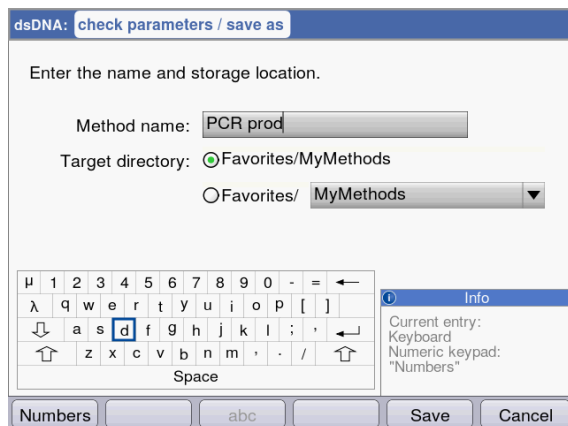 dsDNA: check parameters / save as
Enter the name and storage location.
Method name: PCR prod
Target directory: Favorites/MyMethods
Favorites/ MyMethods
μ 1 2 3 4 5 6 7 8 9 0 - =
λ q w e r t y u i o p [ ]
a s d f g h j k l ; '
z x c v b n m , . /
Space
Info
Current entry:
Keyboard
Numeric keypad:
"Numbers"
Numbers abc Save Cancel